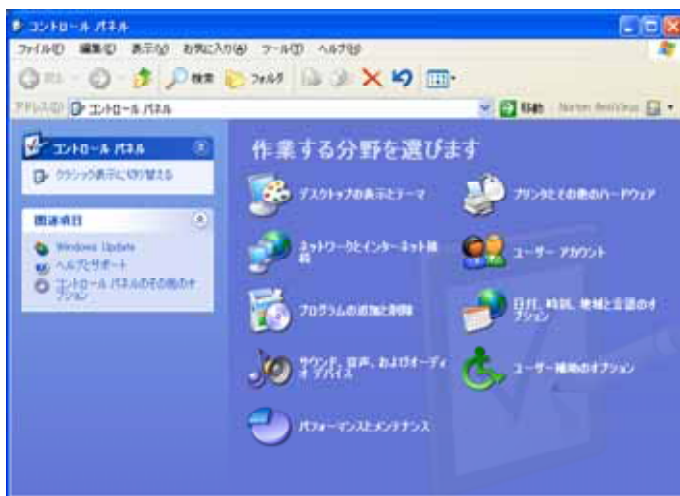 コントロール パネル
ファイル(F) 編集(E) 表示(V) お気に入り(A) ツール(T) ヘルプ(H)
戻る 検索 フォルダ
アドレス(D) コントロール パネル 移動 Norton AntiVirus
コントロール パネル
クラシック表示に切り替える
関連項目
Windows Update
ヘルプとサポート
コントロール パネルのその他のオ
プション
作業する分野を選びます
デスクトップの表示とテーマ
プリンタとその他のハードウェア
ネットワークとインターネット接
続
ユーザー アカウント
プログラムの追加と削除
日付、時刻、地域と言語のオ
プション
サウンド、音声、およびオーディ
オ デバイス
ユーザー補助のオプション
パフォーマンスとメンテナンス